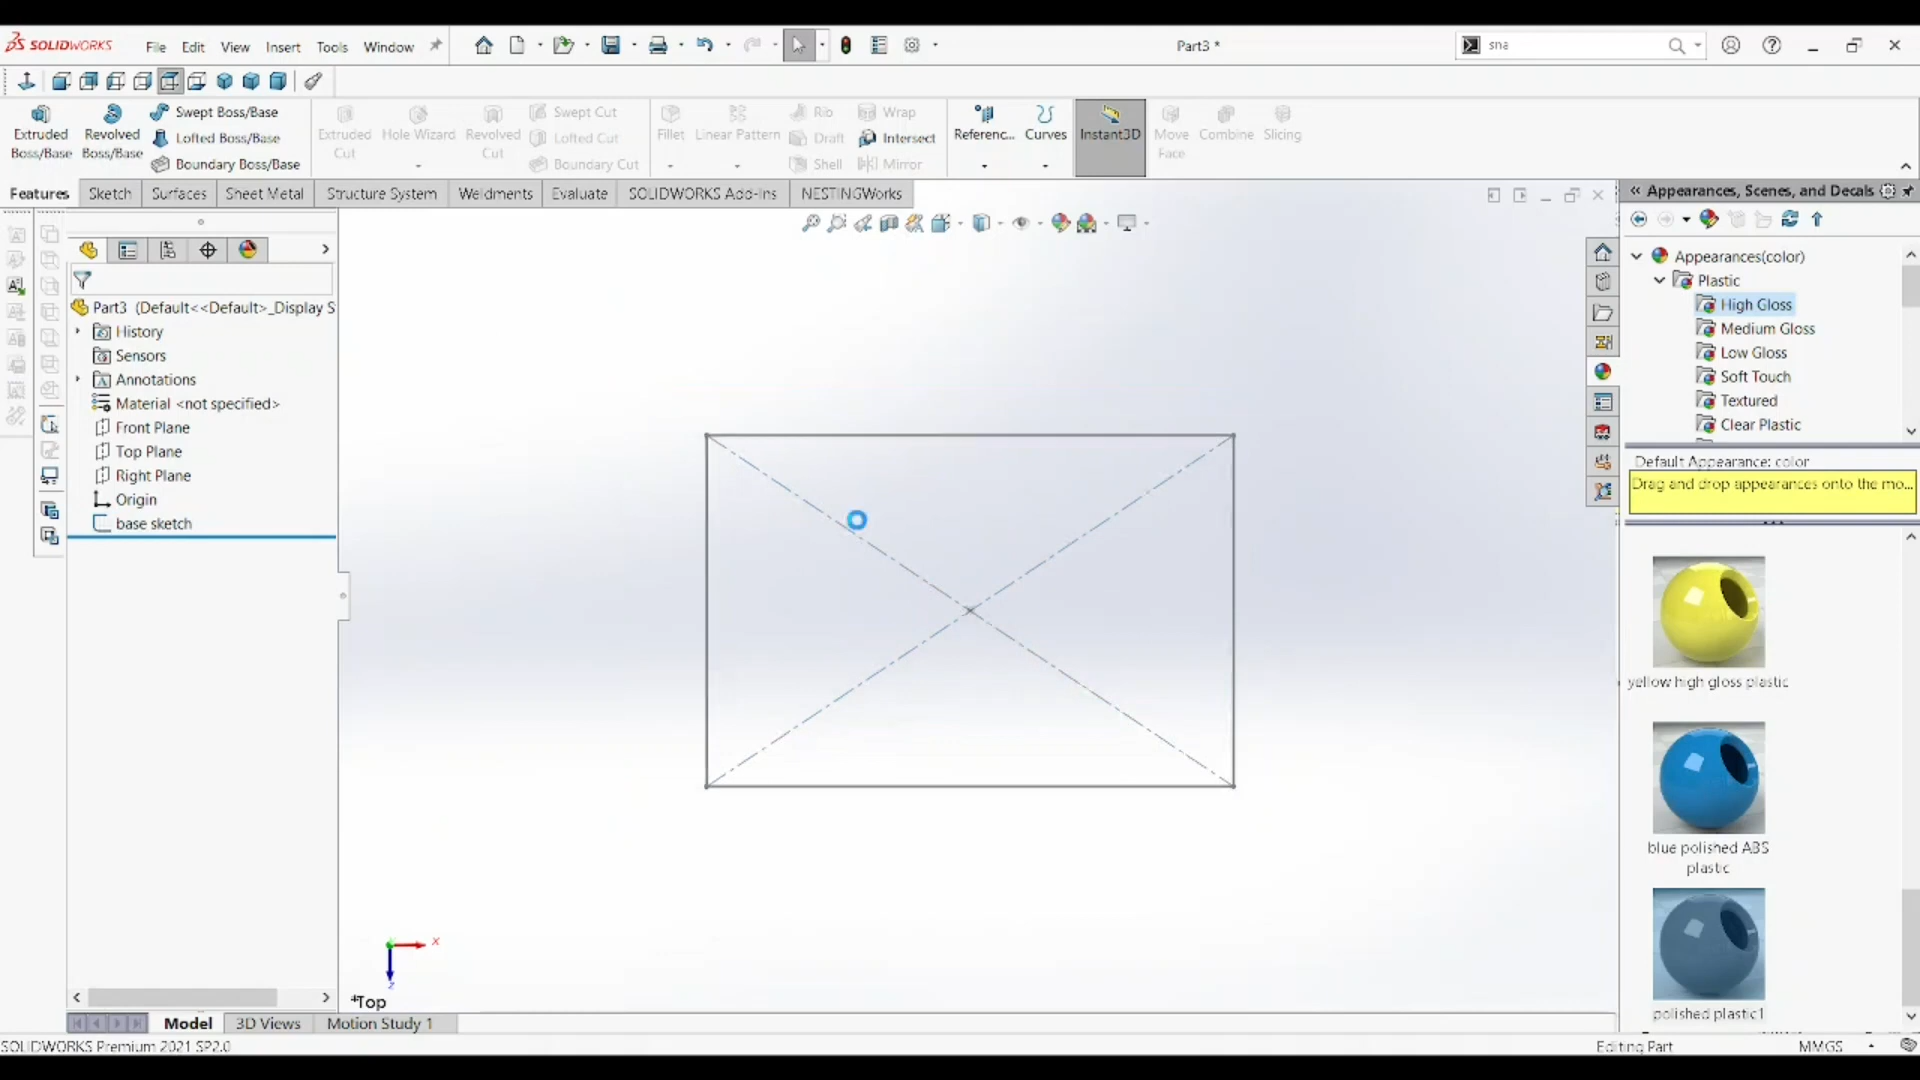 SOLIDWORKS File Edit View Insert Tools Window Part3 * sna
Extruded Boss/Base
Revolved Boss/Base
Swept Boss/Base
Lofted Boss/Base
Boundary Boss/Base
Extruded Cut
Hole Wizard
Revolved Cut
Swept Cut
Lofted Cut
Boundary Cut
Fillet
Linear Pattern
Rib
Draft
Shell
Wrap
Intersect
Mirror
Referenc...
Curves
Instant3D
Move Face
Combine
Slicing
Features Sketch Surfaces Sheet Metal Structure System Weldments Evaluate SOLIDWORKS Add-Ins NESTINGWorks
Part3 (Default<<Default>_Display S
History
Sensors
Annotations
Material <not specified>
Front Plane
Top Plane
Right Plane
Origin
base sketch
x
z
*Top
Appearances, Scenes, and Decals
Appearances(color)
Plastic
High Gloss
Medium Gloss
Low Gloss
Soft Touch
Textured
Clear Plastic
Default Appearance: color
Drag and drop appearances onto the mo...
yellow high gloss plastic
blue polished ABS
plastic
polished plastic1
Model 3D Views Motion Study 1
SOLIDWORKS Premium 2021 SP2.0 Editing Part MMGS